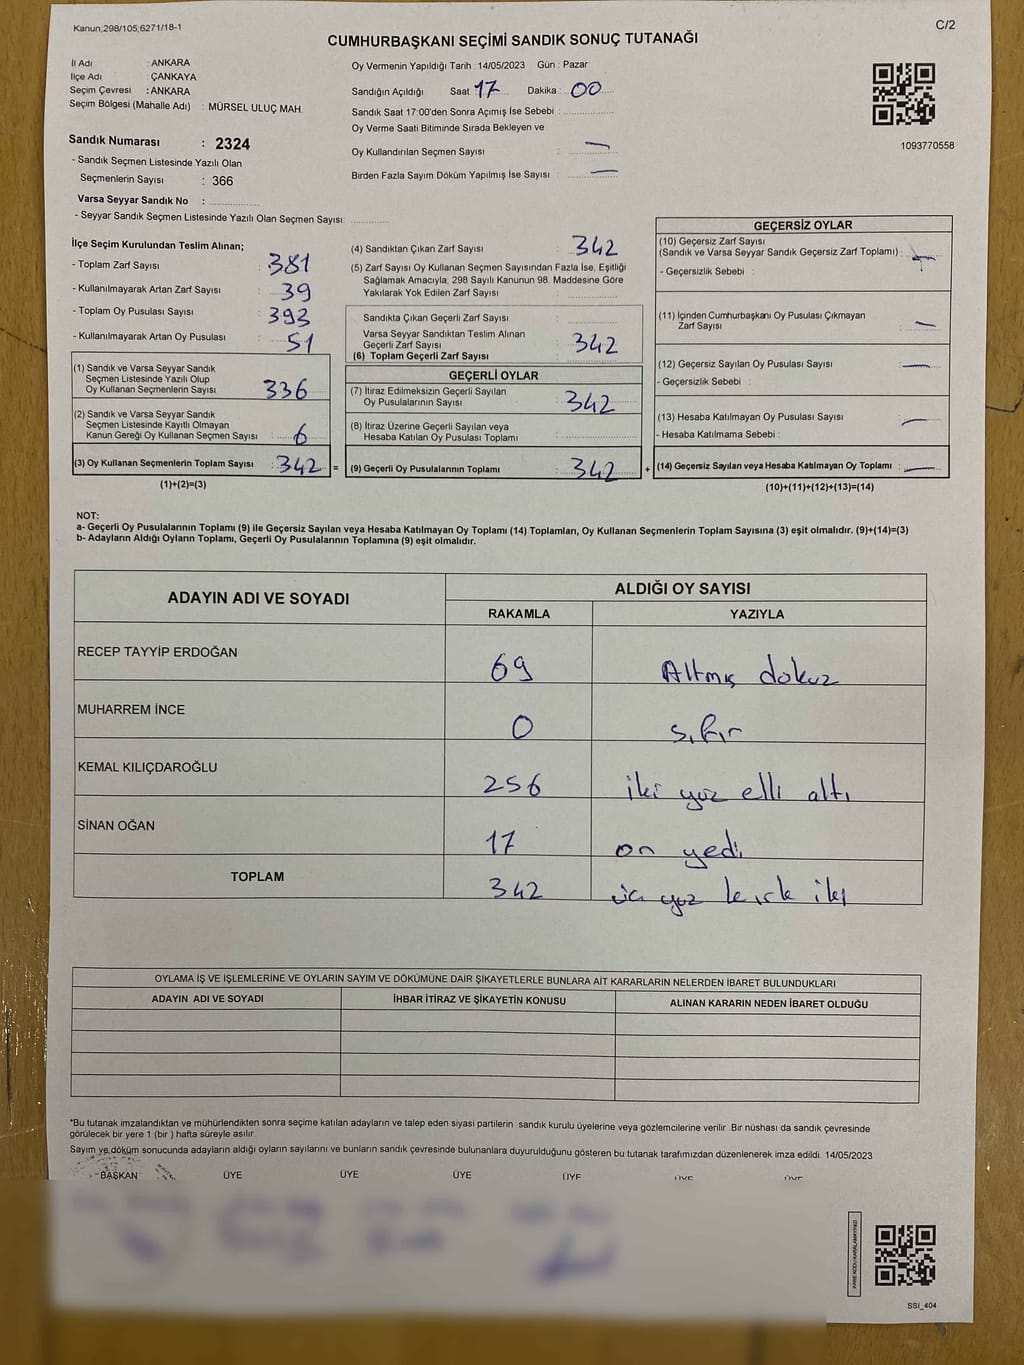 Kanun;298/105,6271/18-1
C/2
CUMHURBAŞKANI SEÇİMİ SANDIK SONUÇ TUTANAĞI
İl Adı : ANKARA
İlçe Adı : ÇANKAYA
Seçim Çevresi : ANKARA
Seçim Bölgesi (Mahalle Adı) : MÜRSEL ULUÇ MAH.
Oy Vermenin Yapıldığı Tarih : 14/05/2023 Gün : Pazar
Sandığın Açıldığı Saat 17 Dakika : 00
Sandık Saat 17:00'den Sonra Açımış İse Sebebi :
Oy Verme Saati Bitiminde Sırada Bekleyen ve
Oy Kullandırılan Seçmen Sayısı : —
Birden Fazla Sayım Döküm Yapılmış İse Sayısı : —
1093770558
Sandık Numarası : 2324
- Sandık Seçmen Listesinde Yazılı Olan
Seçmenlerin Sayısı : 366
Varsa Seyyar Sandık No :
- Seyyar Sandık Seçmen Listesinde Yazılı Olan Seçmen Sayısı:
İlçe Seçim Kurulundan Teslim Alınan;
- Toplam Zarf Sayısı : 381
- Kullanılmayarak Artan Zarf Sayısı : 39
- Toplam Oy Pusulası Sayısı : 393
- Kullanılmayarak Artan Oy Pusulası : 51
(1) Sandık ve Varsa Seyyar Sandık
Seçmen Listesinde Yazılı Olup
Oy Kullanan Seçmenlerin Sayısı : 336
(2) Sandık ve Varsa Seyyar Sandık
Seçmen Listesinde Kayıtlı Olmayan
Kanun Gereği Oy Kullanan Seçmen Sayısı : 6
(3) Oy Kullanan Seçmenlerin Toplam Sayısı : 342 =
(1)+(2)=(3)
(4) Sandıktan Çıkan Zarf Sayısı : 342
(5) Zarf Sayısı Oy Kullanan Seçmen Sayısından Fazla İse, Eşitliği
Sağlamak Amacıyla, 298 Sayılı Kanunun 98. Maddesine Göre
Yakılarak Yok Edilen Zarf Sayısı :
Sandıkta Çıkan Geçerli Zarf Sayısı :
Varsa Seyyar Sandıktan Teslim Alınan
Geçerli Zarf Sayısı :
(6) Toplam Geçerli Zarf Sayısı : 342
GEÇERLİ OYLAR
(7) İtiraz Edilmeksizin Geçerli Sayılan
Oy Pusulalarının Sayısı : 342
(8) İtiraz Üzerine Geçerli Sayılan veya
Hesaba Katılan Oy Pusulası Toplamı :
(9) Geçerli Oy Pusulalarının Toplamı : 342 +
GEÇERSİZ OYLAR
(10) Geçersiz Zarf Sayısı
(Sandık ve Varsa Seyyar Sandık Geçersiz Zarf Toplamı) : —
- Geçersizlik Sebebi :
(11) İçinden Cumhurbaşkanı Oy Pusulası Çıkmayan
Zarf Sayısı : —
(12) Geçersiz Sayılan Oy Pusulası Sayısı : —
- Geçersizlik Sebebi :
(13) Hesaba Katılmayan Oy Pusulası Sayısı : —
- Hesaba Katılmama Sebebi :
(14) Geçersiz Sayılan veya Hesaba Katılmayan Oy Toplamı : —
(10)+(11)+(12)+(13)=(14)
NOT:
a- Geçerli Oy Pusulalarının Toplamı (9) ile Geçersiz Sayılan veya Hesaba Katılmayan Oy Toplamı (14) Toplamları, Oy Kullanan Seçmenlerin Toplam Sayısına (3) eşit olmalıdır. (9)+(14)=(3)
b- Adayların Aldığı Oyların Toplamı, Geçerli Oy Pusulalarının Toplamına (9) eşit olmalıdır.
ADAYIN ADI VE SOYADI ALDIĞI OY SAYISI
RAKAMLA YAZIYLA
RECEP TAYYİP ERDOĞAN 69 Altmış dokuz
MUHARREM İNCE 0 sıfır
KEMAL KILIÇDAROĞLU 256 iki yüz elli altı
SİNAN OĞAN 17 on yedi
TOPLAM 342 üç yüz kırk iki
OYLAMA İŞ VE İŞLEMLERİNE VE OYLARIN SAYIM VE DÖKÜMÜNE DAİR ŞİKAYETLERLE BUNLARA AİT KARARLARIN NELERDEN İBARET BULUNDUKLARI
ADAYIN ADI VE SOYADI İHBAR İTİRAZ VE ŞİKAYETİN KONUSU ALINAN KARARIN NEDEN İBARET OLDUĞU
*Bu tutanak imzalandıktan ve mühürlendikten sonra seçime katılan adayların ve talep eden siyasi partilerin sandık kurulu üyelerine veya gözlemcilerine verilir. Bir nüshası da sandık çevresinde
görülecek bir yere 1 (bir ) hafta süreyle asılır.
Sayım ve döküm sonucunda adayların aldığı oyların sayılarını ve bunların sandık çevresinde bulunanlara duyurulduğunu gösteren bu tutanak tarafımızdan düzenlenerek imza edildi. 14/05/2023
BAŞKAN ÜYE ÜYE ÜYE ÜYE ÜYE ÜYE
SSI_404